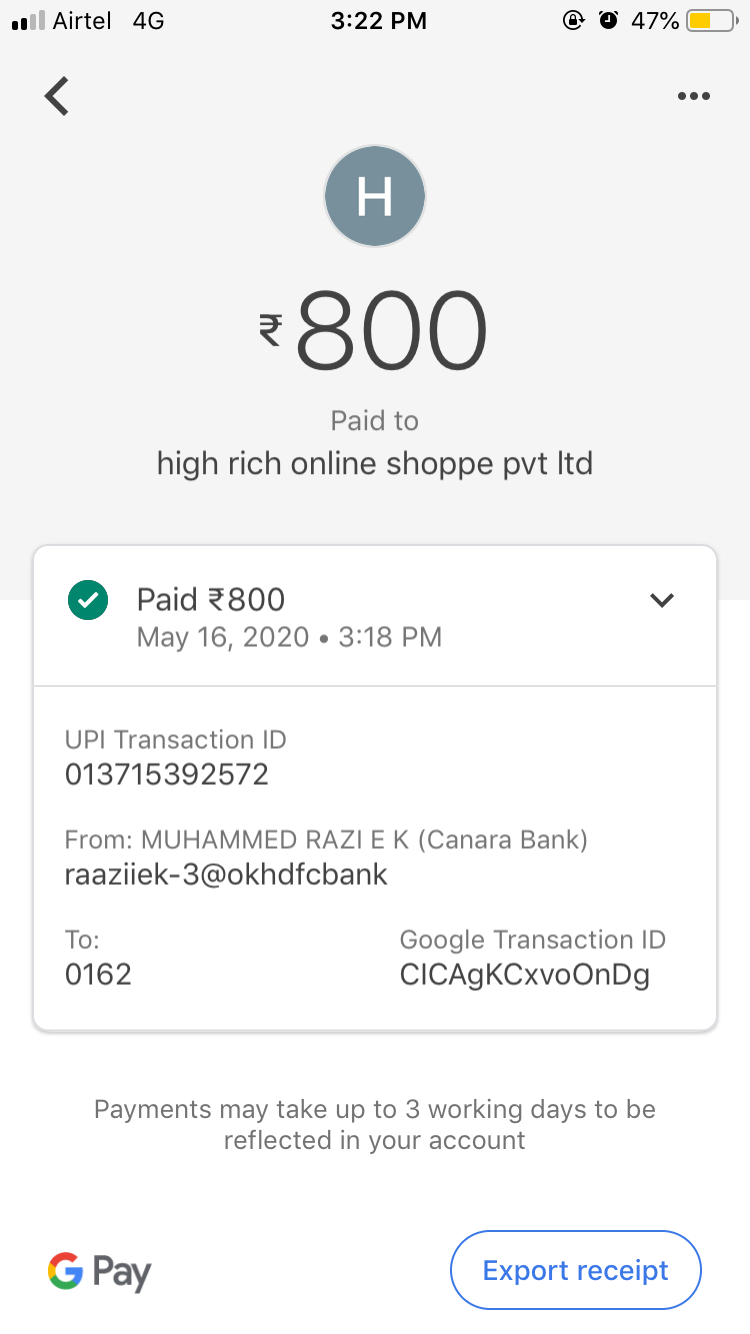 Airtel 4G 3:22 PM 47%
H
₹800
Paid to
high rich online shoppe pvt ltd
Paid ₹800
May 16, 2020 • 3:18 PM
UPI Transaction ID
013715392572
From: MUHAMMED RAZI E K (Canara Bank)
raaziiek-3@okhdfcbank
To: Google Transaction ID
0162 CICAgKCxvoOnDg
Payments may take up to 3 working days to be
reflected in your account
G Pay Export receipt